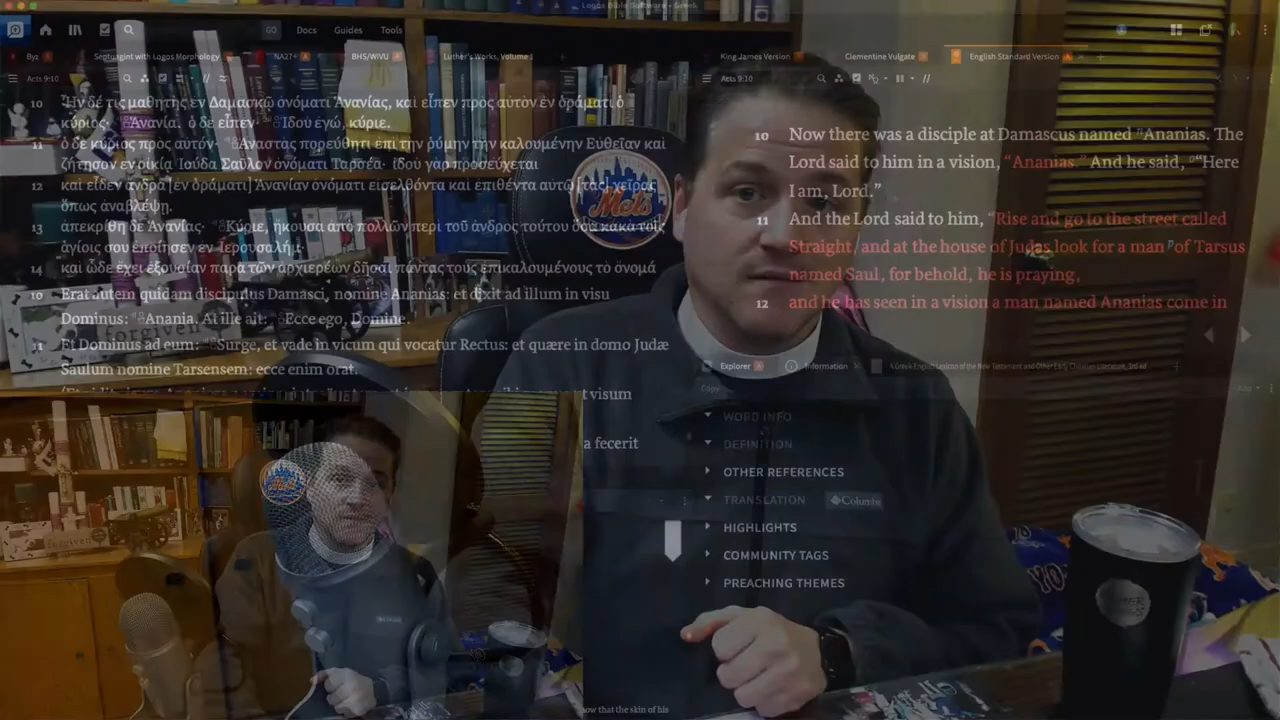 Logos Bible Software - Greek
GO Docs Guides Tools
Byz Septuagint with Logos Morphology NA27+ BHS/WIVU Luther's Works, Volume 1
King James Version Clementine Vulgate English Standard Version
Acts 9:10
10 Ἦν δέ τις μαθητὴς ἐν Δαμασκῷ ὀνόματι Ἁνανίας, καὶ εἶπεν πρὸς αὐτὸν ἐν ὁράματι ὁ
κύριος· Ἁνανία. ὁ δὲ εἶπεν· Ἰδοὺ ἐγώ, κύριε.
11 ὁ δὲ κύριος πρὸς αὐτόν· Ἀναστὰς πορεύθητι ἐπὶ τὴν ῥύμην τὴν καλουμένην Εὐθεῖαν καὶ
ζήτησον ἐν οἰκίᾳ Ἰούδα Σαῦλον ὀνόματι Ταρσέα· ἰδοὺ γὰρ προσεύχεται
12 καὶ εἶδεν ἄνδρα [ἐν ὁράματι] Ἁνανίαν ὀνόματι εἰσελθόντα καὶ ἐπιθέντα αὐτῷ [τὰς] χεῖρας
ὅπως ἀναβλέψῃ.
13 ἀπεκρίθη δὲ Ἁνανίας· Κύριε, ἤκουσα ἀπὸ πολλῶν περὶ τοῦ ἀνδρὸς τούτου ὅσα κακὰ τοῖς
ἁγίοις σου ἐποίησεν ἐν Ἰερουσαλήμ·
14 καὶ ὧδε ἔχει ἐξουσίαν παρὰ τῶν ἀρχιερέων δῆσαι πάντας τοὺς ἐπικαλουμένους τὸ ὄνομά
10 Erat autem quidam discipulus Damasci, nomine Ananias: et dixit ad illum in visu
Dominus: Anania. At ille ait: Ecce ego, Domine.
11 Et Dominus ad eum: Surge, et vade in vicum qui vocatur Rectus: et quære in domo Judæ
Saulum nomine Tarsensem: ecce enim orat.
t visum
a fecerit
ow that the skin of his
Acts 9:10
10 Now there was a disciple at Damascus named Ananias. The
Lord said to him in a vision, “Ananias.” And he said, “Here
I am, Lord.”
11 And the Lord said to him, “Rise and go to the street called
Straight, and at the house of Judas look for a man of Tarsus
named Saul, for behold, he is praying,
12 and he has seen in a vision a man named Ananias come in
Explorer Information
Copy
WORD INFO
DEFINITION
OTHER REFERENCES
TRANSLATION
HIGHLIGHTS
COMMUNITY TAGS
PREACHING THEMES
Mets
Columbia
forgiven
forgiven
Mets